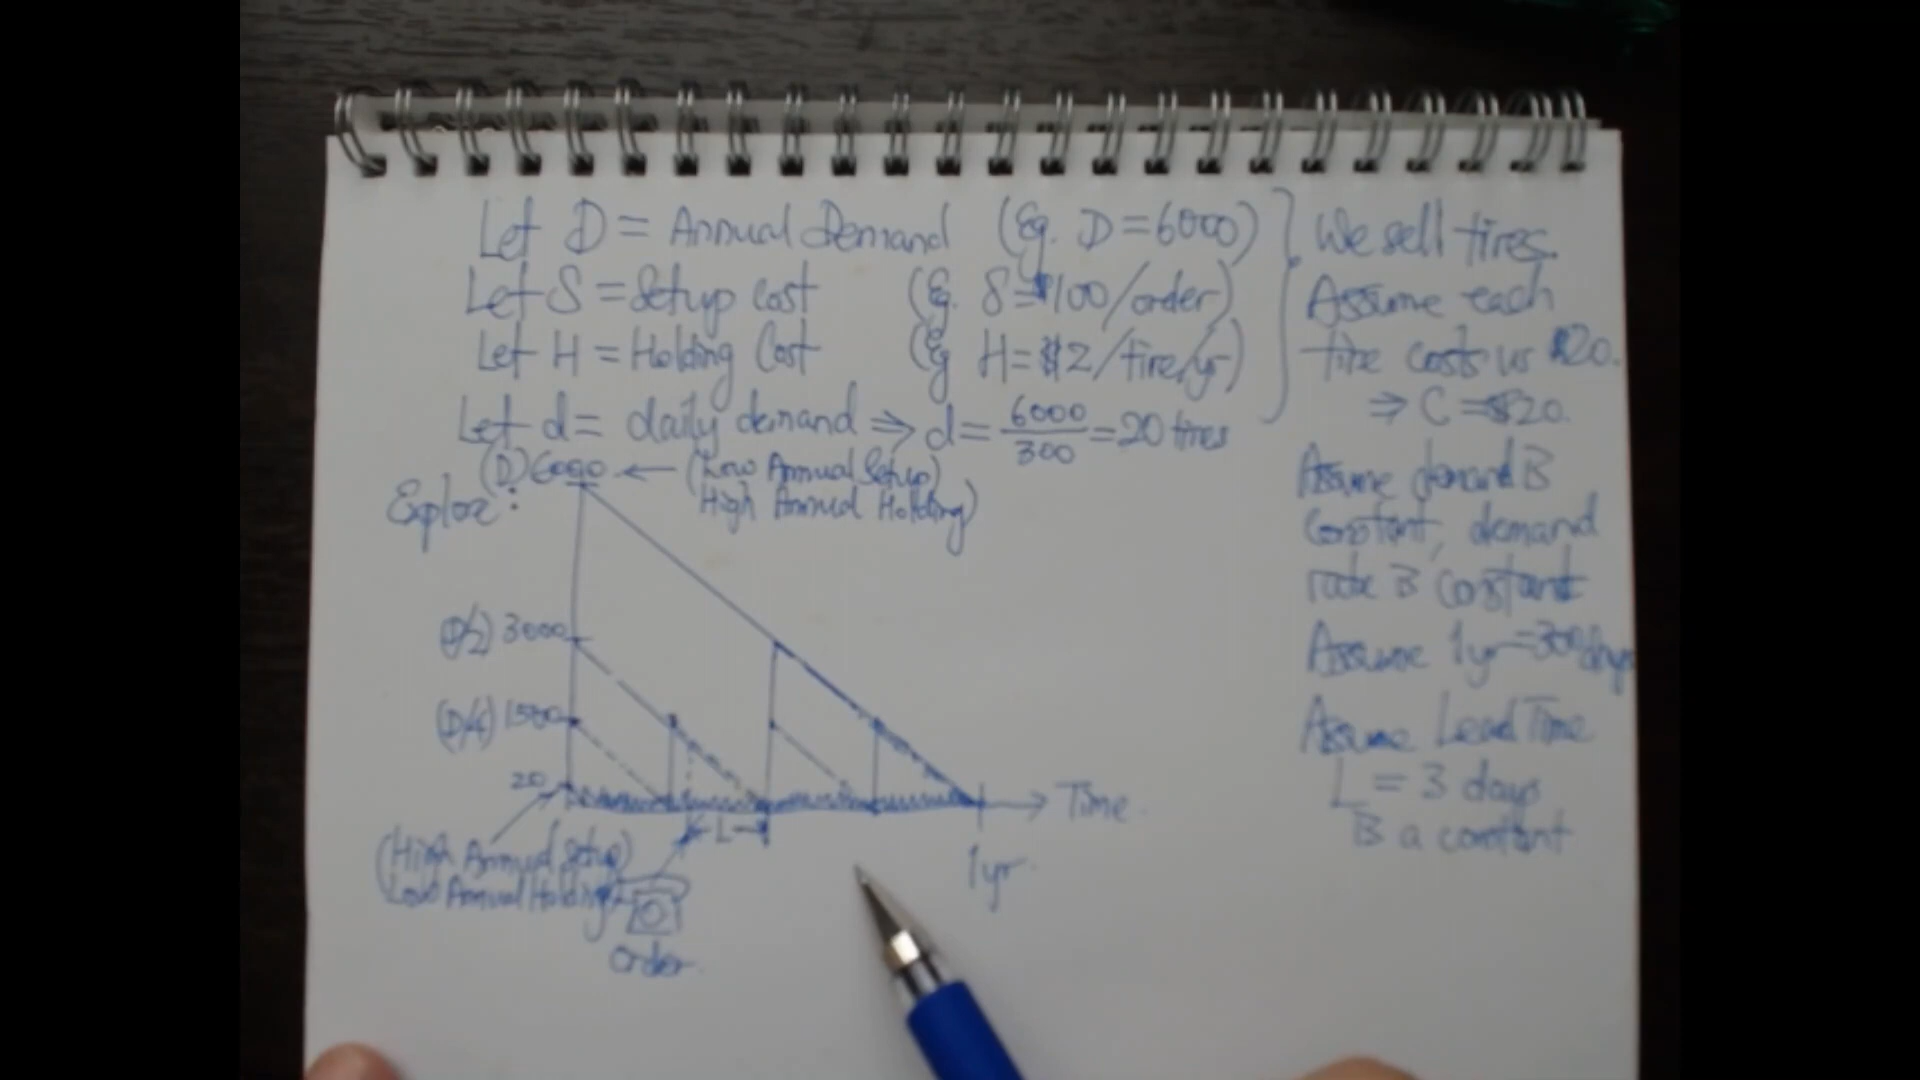 Let D = Annual Demand (Eg. D=6000)
Let S = Setup cost (Eg. S=$100/order)
Let H = Holding Cost (Eg H=$2/tire/yr)
Let d = daily demand ⇒ d = 6000/300 = 20 tires
(D) 6000 ← (Low Annual Setup)
High Annual Holding)
Explore:
(D/2) 3000
(D/4) 1500
20
Time
L
1yr.
(High Annual Setup)
Low Annual Holding)
order.
We sell tires.
Assume each
tire costs us $20.
⇒ C = $20.
Assume demand is
constant, demand
rate is constant
Assume 1yr=300 days
Assume Lead Time
L = 3 days
is a constant